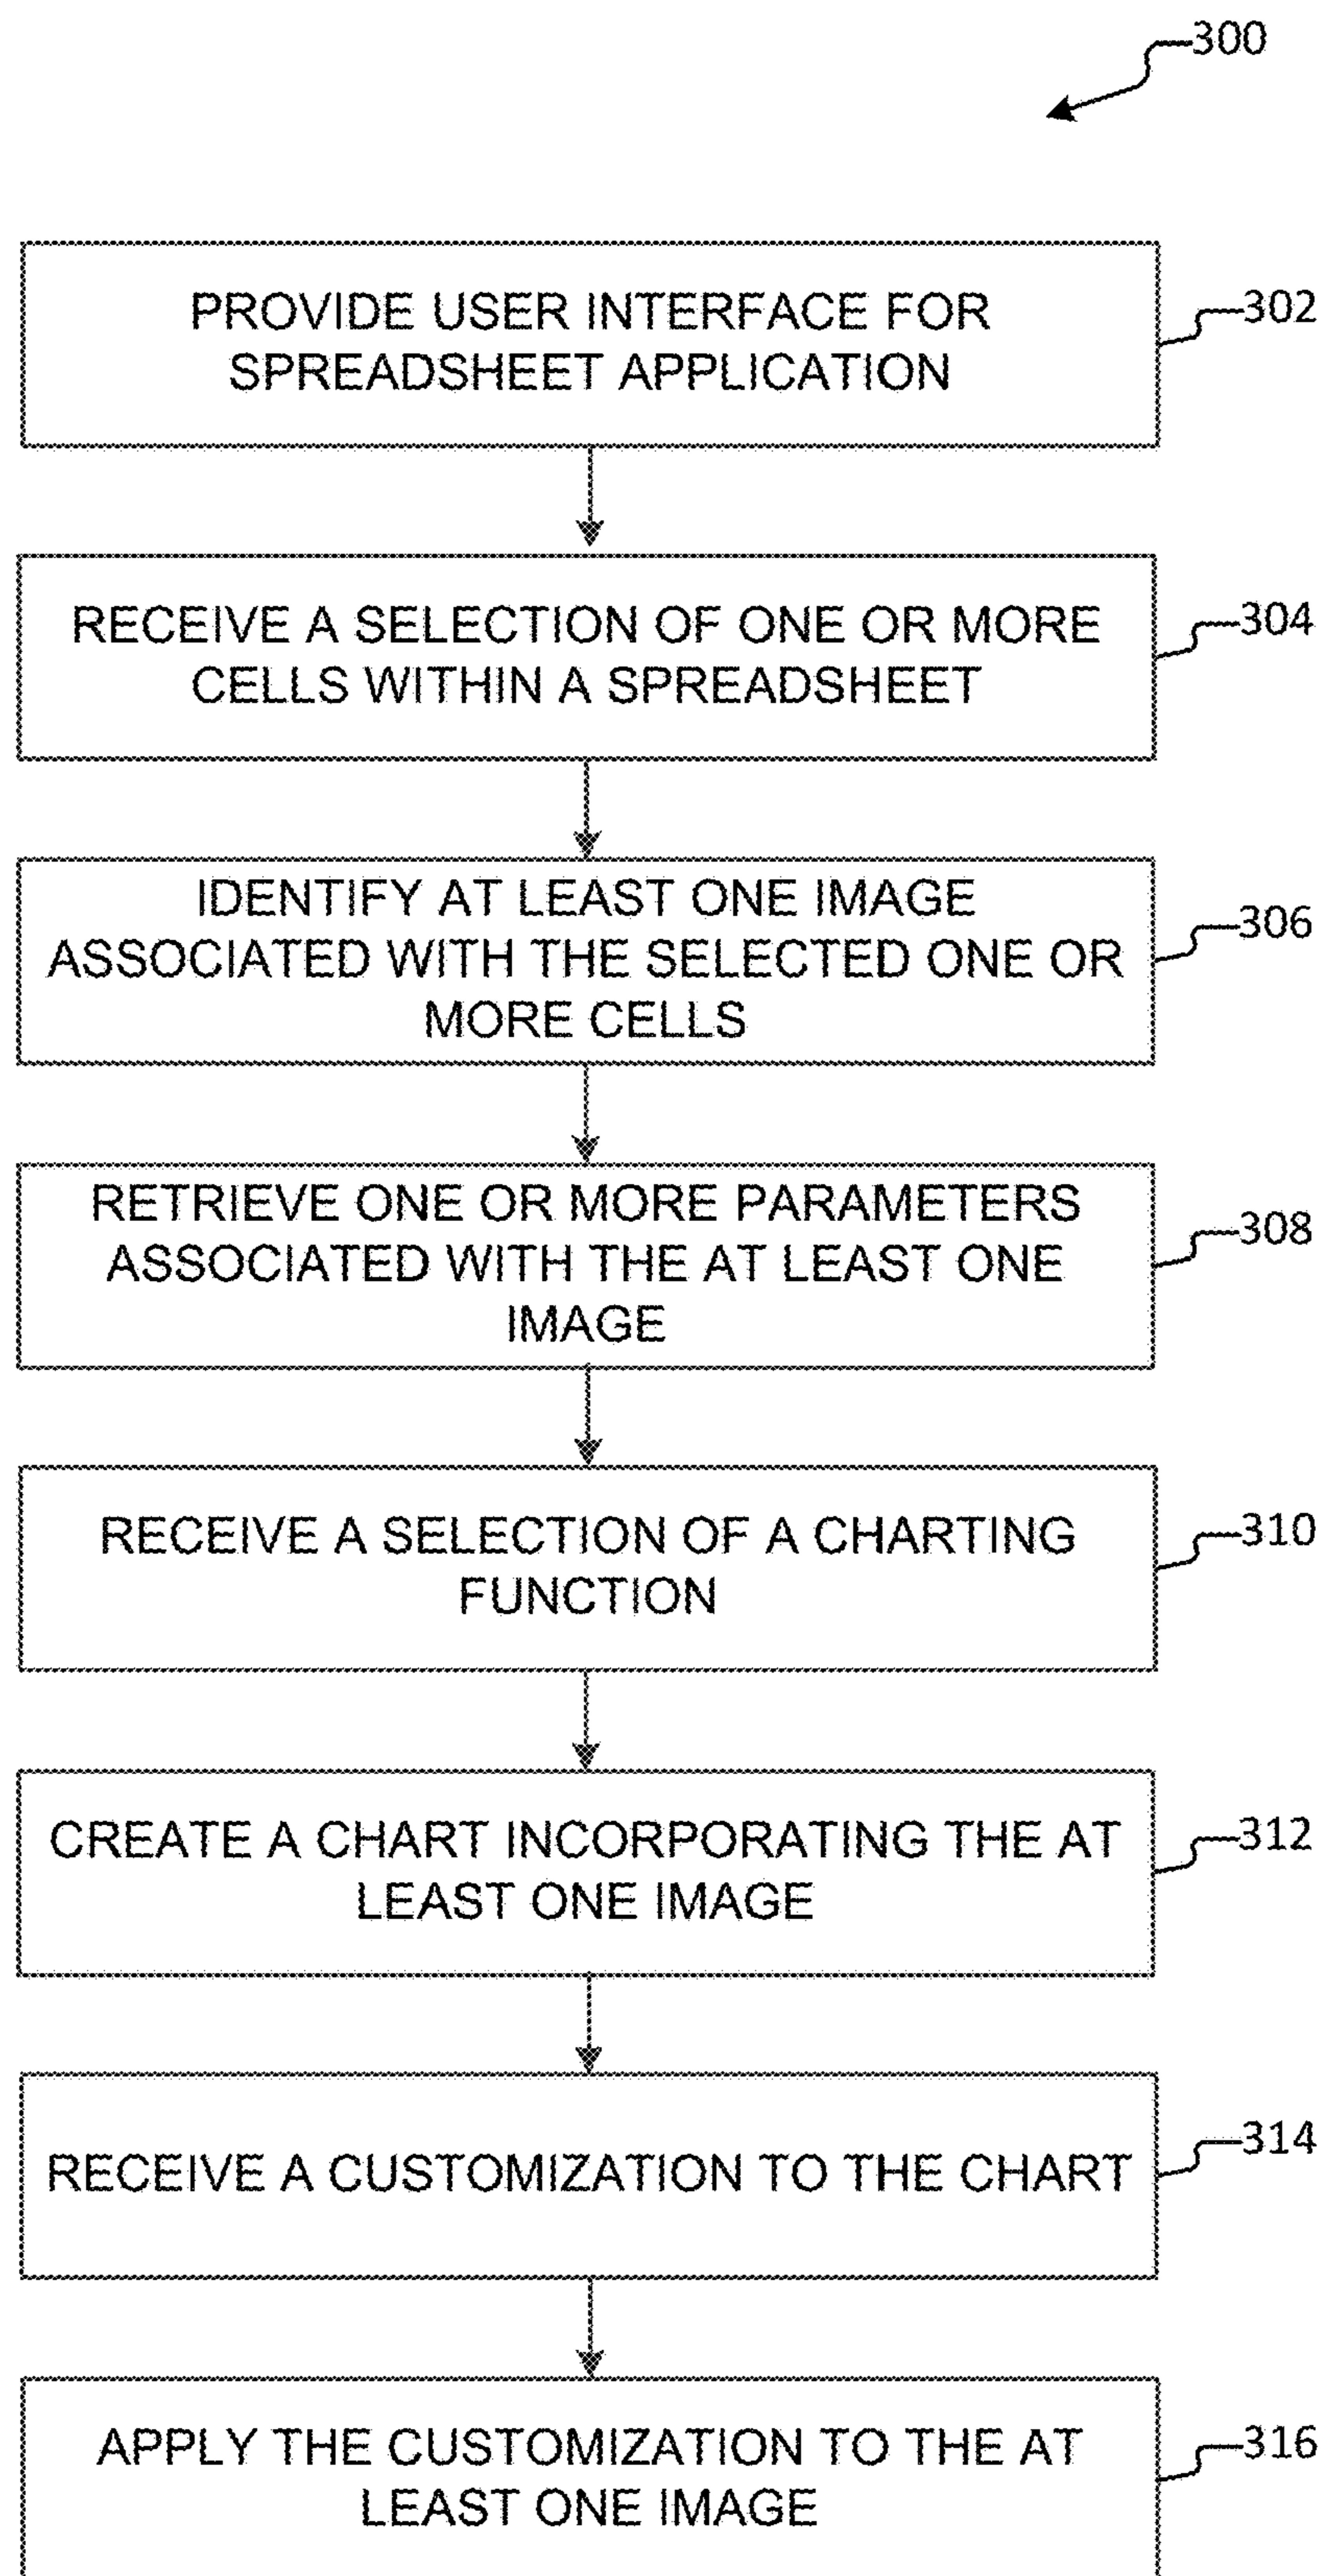 300
PROVIDE USER INTERFACE FOR
SPREADSHEET APPLICATION
302
RECEIVE A SELECTION OF ONE OR MORE
CELLS WITHIN A SPREADSHEET
304
IDENTIFY AT LEAST ONE IMAGE
ASSOCIATED WITH THE SELECTED ONE OR
MORE CELLS
306
RETRIEVE ONE OR MORE PARAMETERS
ASSOCIATED WITH THE AT LEAST ONE
IMAGE
308
RECEIVE A SELECTION OF A CHARTING
FUNCTION
310
CREATE A CHART INCORPORATING THE AT
LEAST ONE IMAGE
312
RECEIVE A CUSTOMIZATION TO THE CHART
314
APPLY THE CUSTOMIZATION TO THE AT
LEAST ONE IMAGE
316